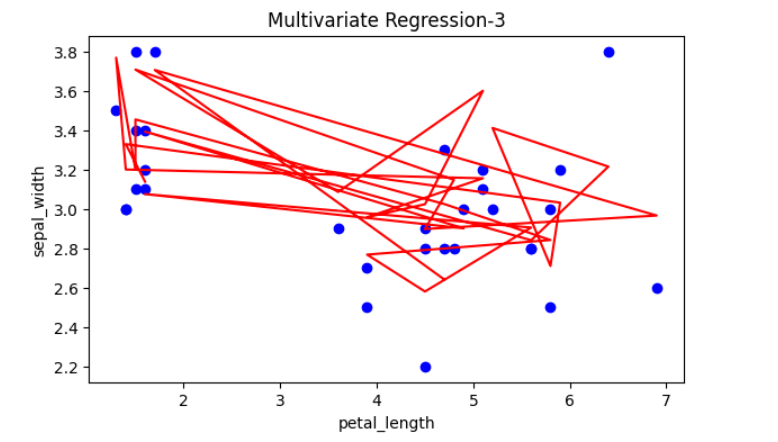 Multivariate Regression-3
3.8
3.6
3.4
3.2
3.0
2.8
2.6
2.4
2.2
sepal_width
2 3 4 5 6 7
petal_length